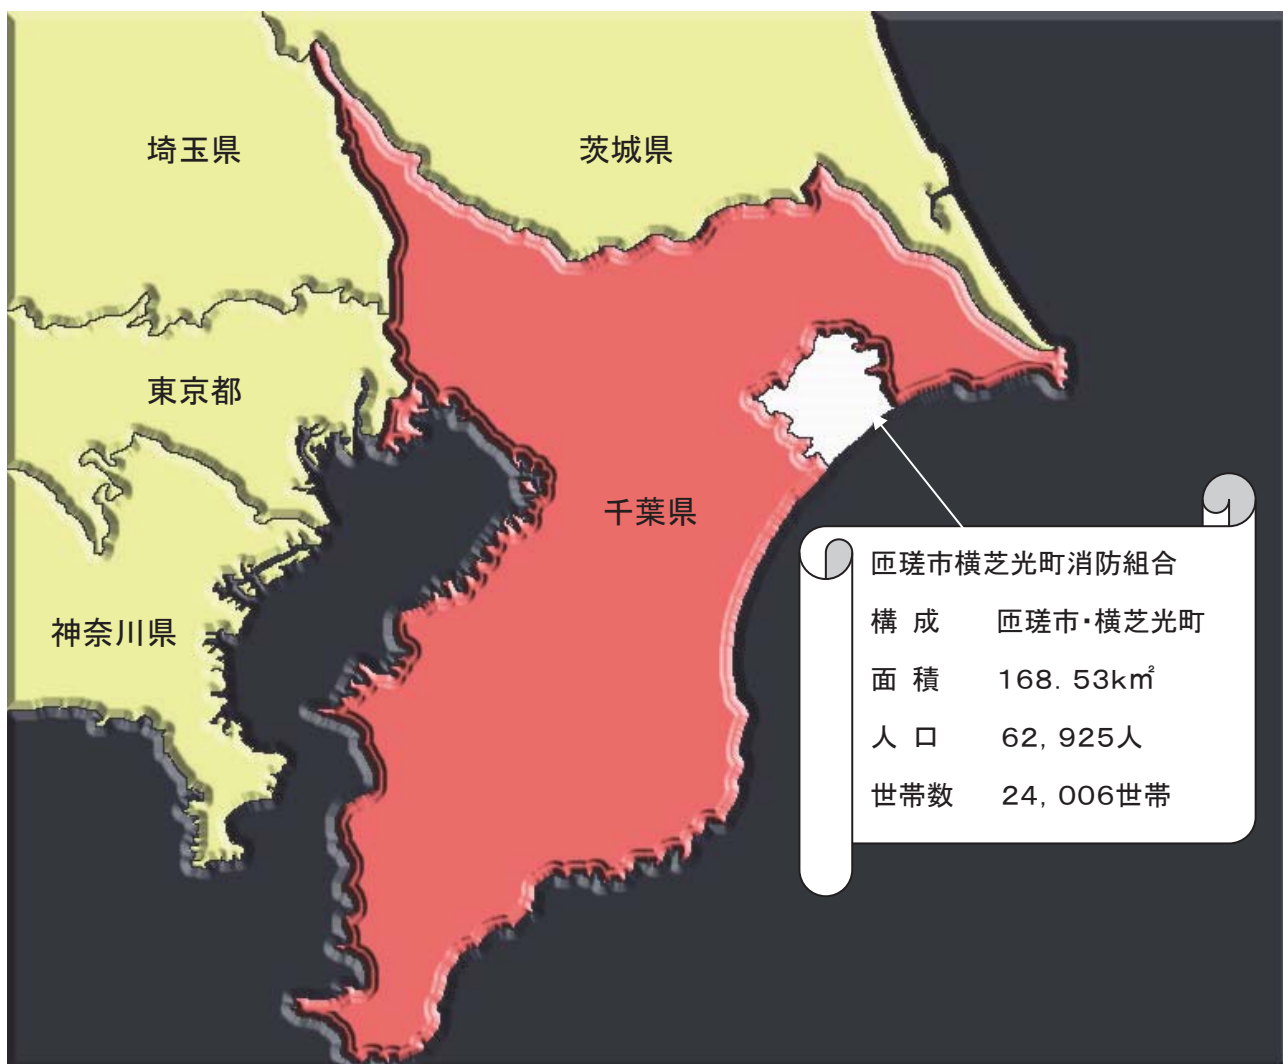 埼玉県
茨城県
東京都
千葉県
神奈川県
匝瑳市横芝光町消防組合
構 成 匝瑳市・横芝光町
面 積 168．53k㎡
人 口 62，925人
世帯数 24，006世帯